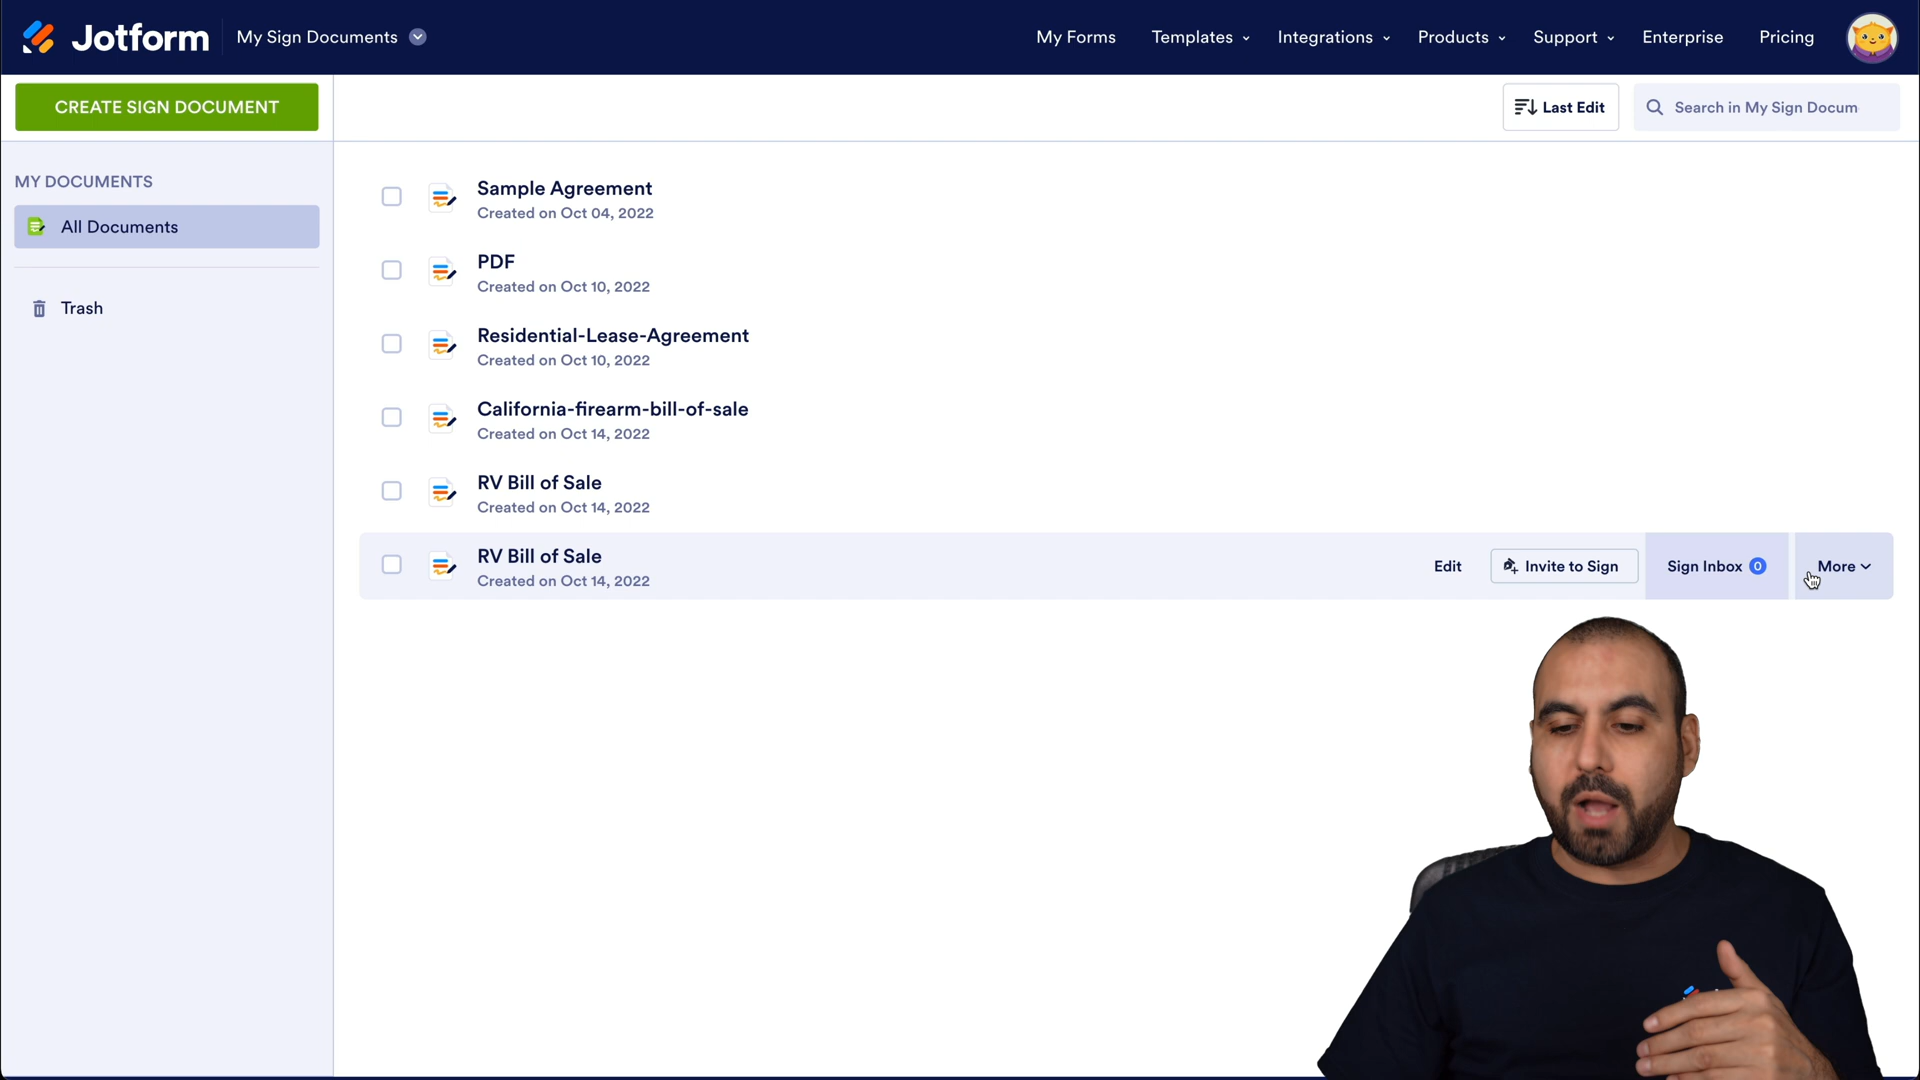 Jotform
My Sign Documents
My Forms
Templates
Integrations
Products
Support
Enterprise
Pricing
CREATE SIGN DOCUMENT
Last Edit
Search in My Sign Docum
MY DOCUMENTS
All Documents
Trash
Sample Agreement
Created on Oct 04, 2022
PDF
Created on Oct 10, 2022
Residential-Lease-Agreement
Created on Oct 10, 2022
California-firearm-bill-of-sale
Created on Oct 14, 2022
RV Bill of Sale
Created on Oct 14, 2022
RV Bill of Sale
Created on Oct 14, 2022
Edit
Invite to Sign
Sign Inbox 0
More